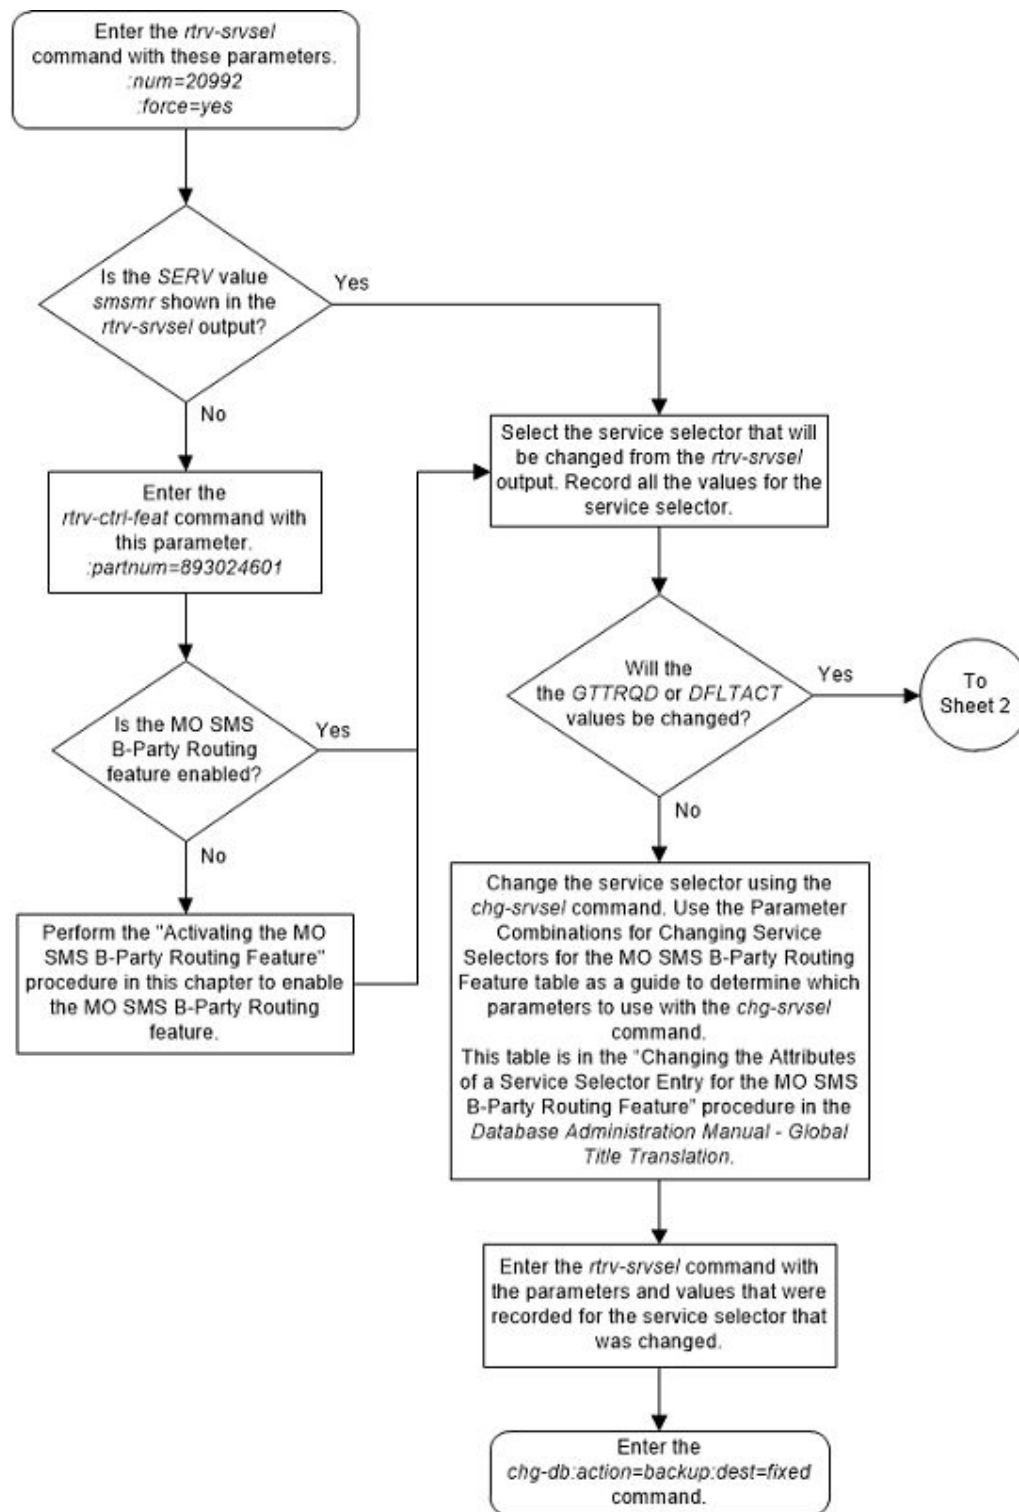 Enter the rtrv-srvsel
command with these parameters.
:num=20992
:force=yes
Is the SERV value
smsmr shown in the
rtrv-srvsel output?
Yes
No
Enter the
rtrv-ctrl-feat command with
this parameter.
:partnum=893024601
Is the MO SMS
B-Party Routing
feature enabled?
Yes
No
Perform the "Activating the MO
SMS B-Party Routing Feature"
procedure in this chapter to enable
the MO SMS B-Party Routing
feature.
Select the service selector that will
be changed from the rtrv-srvsel
output. Record all the values for the
service selector.
Will the
the GTTRQD or DFLTACT
values be changed?
Yes
To
Sheet 2
No
Change the service selector using the
chg-srvsel command. Use the Parameter
Combinations for Changing Service
Selectors for the MO SMS B-Party Routing
Feature table as a guide to determine which
parameters to use with the chg-srvsel
command.
This table is in the "Changing the Attributes
of a Service Selector Entry for the MO SMS
B-Party Routing Feature" procedure in the
Database Administration Manual - Global
Title Translation.
Enter the rtrv-srvsel command with
the parameters and values that were
recorded for the service selector that
was changed.
Enter the
chg-db:action=backup:dest=fixed
command.